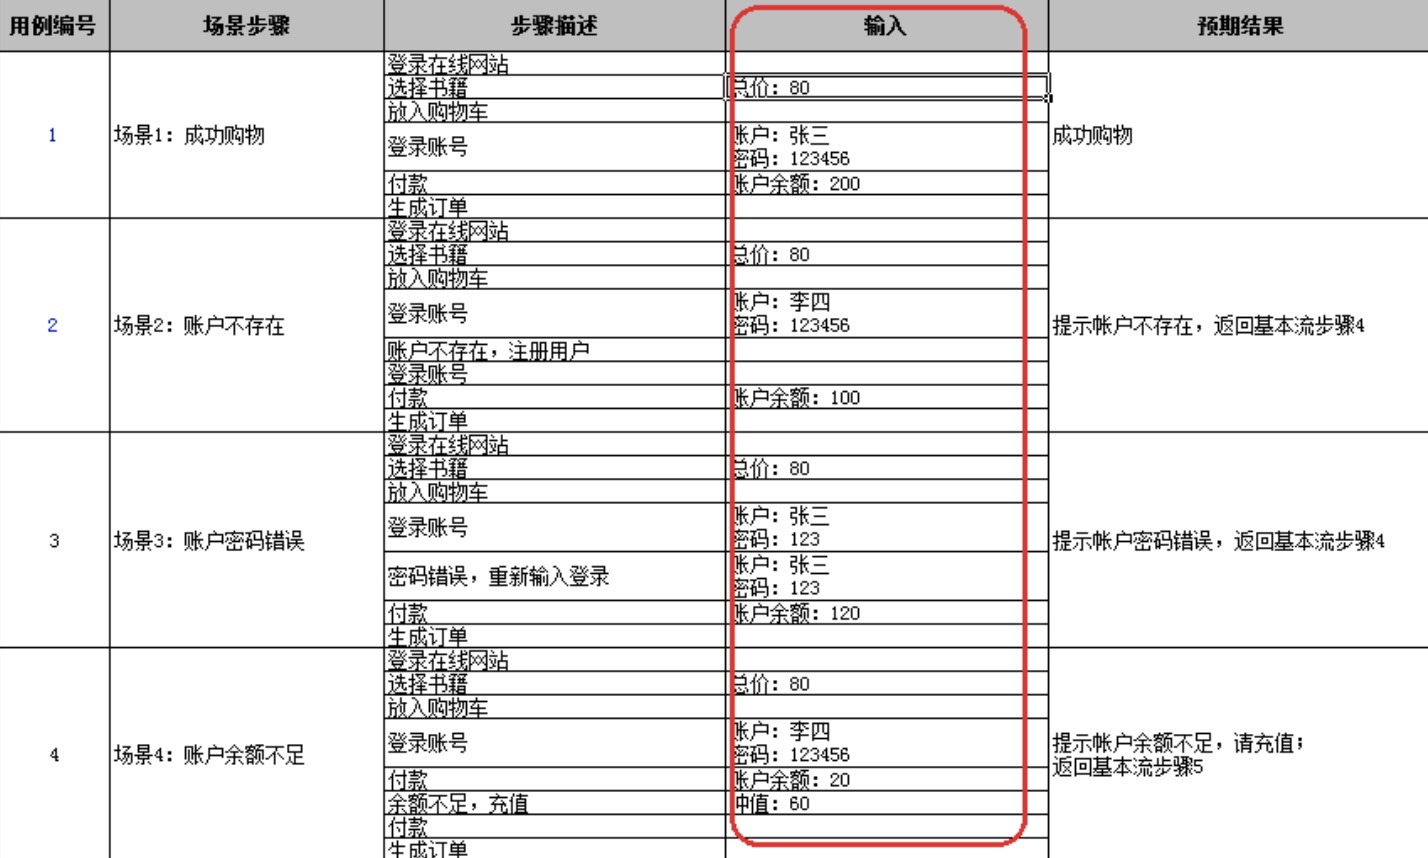 用例编号 场景步骤 步骤描述 输入 预期结果
登录在线网站
选择书籍 总价：80
放入购物车
1 场景1：成功购物 登录账号 账户：张三 成功购物
密码：123456
付款 账户余额：200
生成订单
登录在线网站
选择书籍 总价：80
放入购物车
登录账号 账户：李四
密码：123456
2 场景2：账户不存在 提示帐户不存在，返回基本流步骤4
账户不存在，注册用户
登录账号
付款 账户余额：100
生成订单
登录在线网站
选择书籍 总价：80
放入购物车
登录账号 账户：张三
密码：123
3 场景3：账户密码错误 提示帐户密码错误，返回基本流步骤4
密码错误，重新输入登录 账户：张三
密码：123
付款 账户余额：120
生成订单
登录在线网站
选择书籍 总价：80
放入购物车
登录账号 账户：李四
密码：123456
4 场景4：账户余额不足 提示帐户余额不足，请充值；
返回基本流步骤5
付款 账户余额：20
余额不足，充值 冲值：60
付款
生成订单